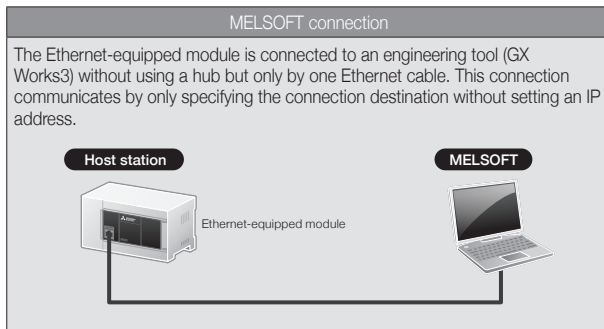 MELSOFT connection
The Ethernet-equipped module is connected to an engineering tool (GX
Works3) without using a hub but only by one Ethernet cable. This connection
communicates by only specifying the connection destination without setting an IP
address.
Host station
MELSOFT
Ethernet-equipped module